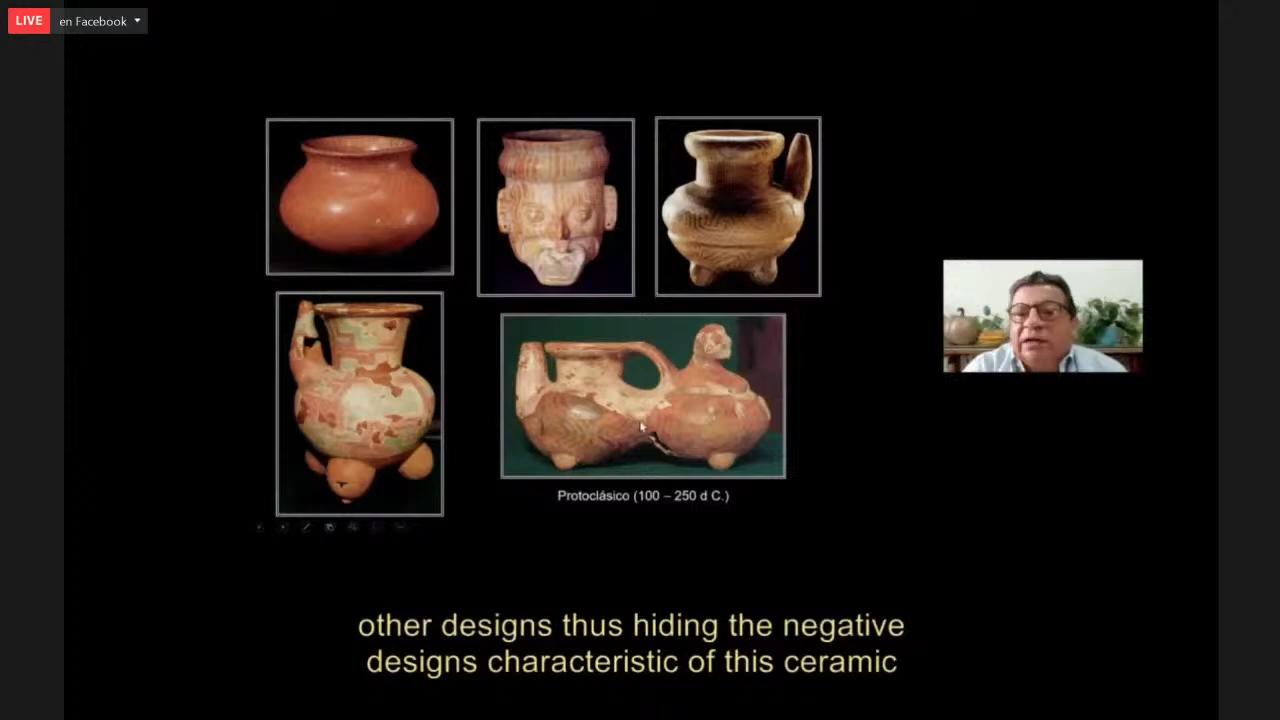 LIVE en Facebook
Protoclásico (100 – 250 d C.)
other designs thus hiding the negative
designs characteristic of this ceramic